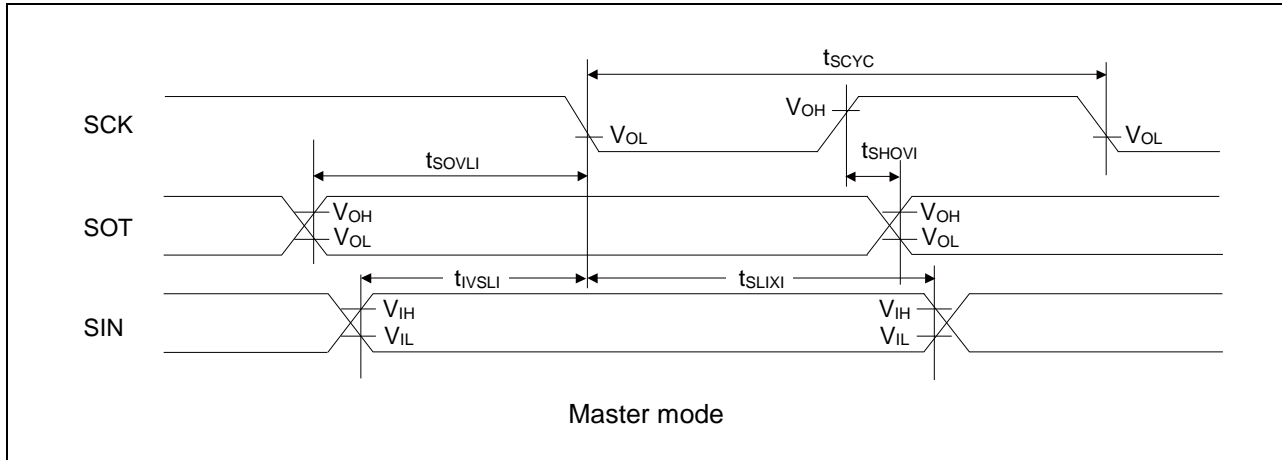 tSCYC
SCK
VOL
VOH
VOL
tSOVLI
tSHOVI
SOT
VOH
VOL
VOH
VOL
tIVSLI
tSLIXI
SIN
VIH
VIL
VIH
VIL
Master mode